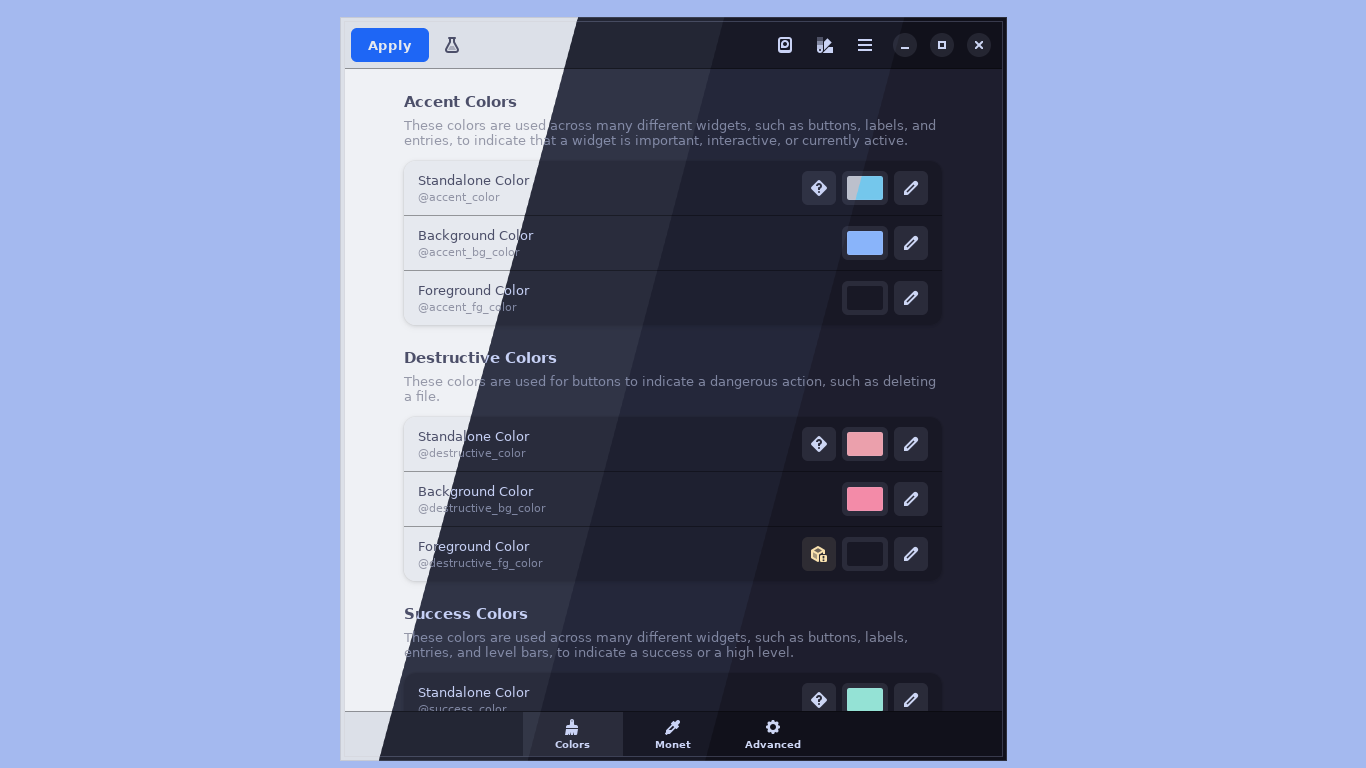 Apply
Accent Colors
These colors are used across many different widgets, such as buttons, labels, and
entries, to indicate that a widget is important, interactive, or currently active.
Standalone Color
@accent_color
Background Color
@accent_bg_color
Foreground Color
@accent_fg_color
Destructive Colors
These colors are used for buttons to indicate a dangerous action, such as deleting
a file.
Standalone Color
@destructive_color
Background Color
@destructive_bg_color
Foreground Color
@destructive_fg_color
Success Colors
These colors are used across many different widgets, such as buttons, labels,
entries, and level bars, to indicate a success or a high level.
Standalone Color
@success_color
Colors
Monet
Advanced